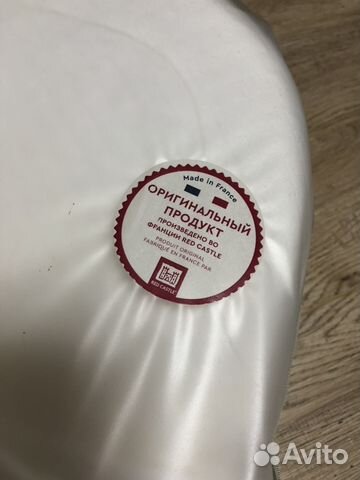 Made in France
ОРИГИНАЛЬНЫЙ
ПРОДУКТ
ПРОИЗВЕДЕНО ВО
ФРАНЦИИ RED CASTLE
PRODUIT ORIGINAL
FABRIQUÉ EN FRANCE PAR
RED CASTLE
Avito